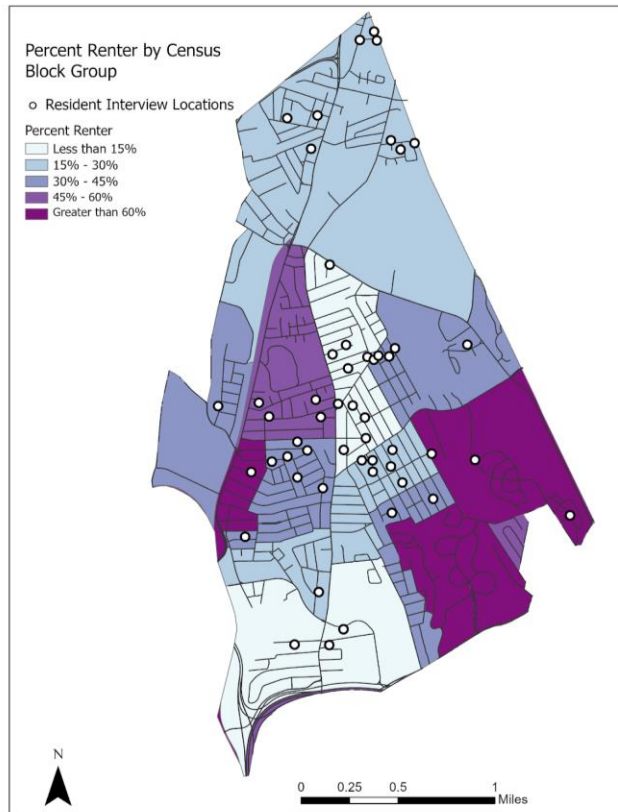 Percent Renter by Census
Block Group
Resident Interview Locations
Percent Renter
Less than 15%
15% - 30%
30% - 45%
45% - 60%
Greater than 60%
N
0 0.25 0.5 1
Miles